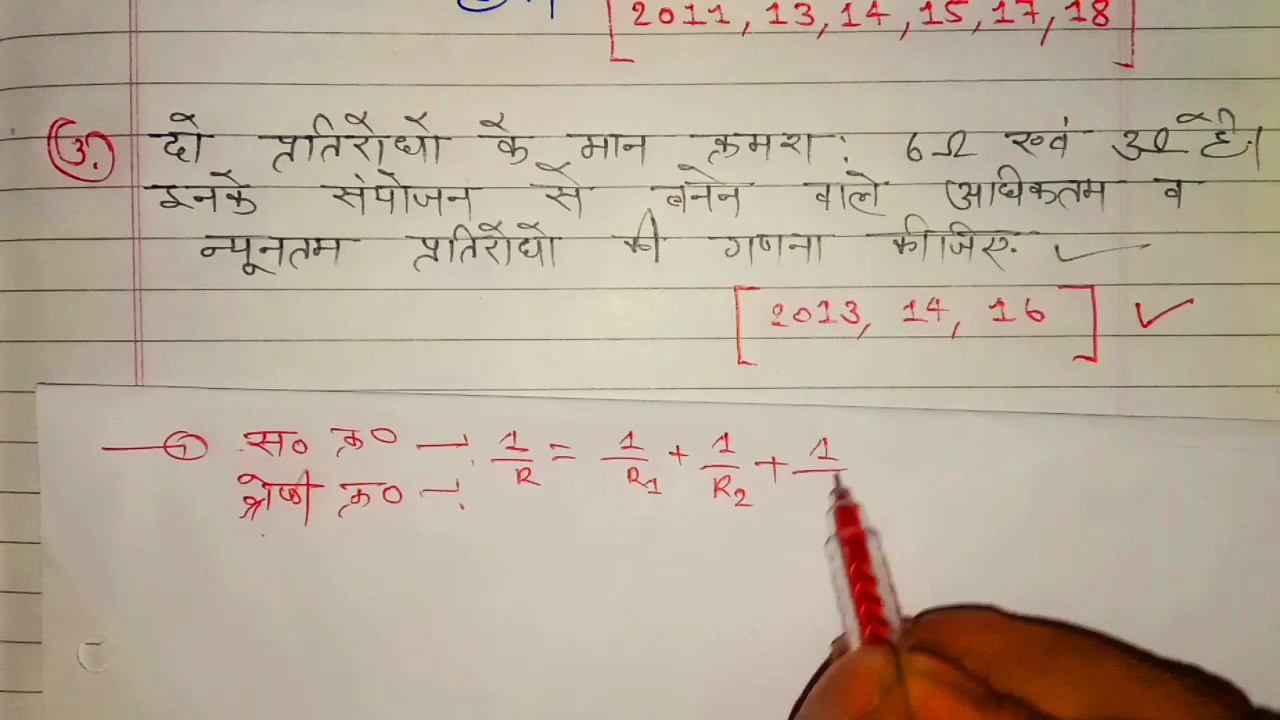 [2011, 13, 14, 15, 17, 18]
3. दो प्रतिरोधो के मान क्रमश: 6Ω एवं 3Ω है।
इनके संयोजन से बनेन वाले अधिकतम व
न्यूनतम प्रतिरोधो की गणना कीजिए.
[2013, 14, 16]
① स० क्र० → 1/R = 1/R1 + 1/R2 + 1
श्रेणी क्र० →